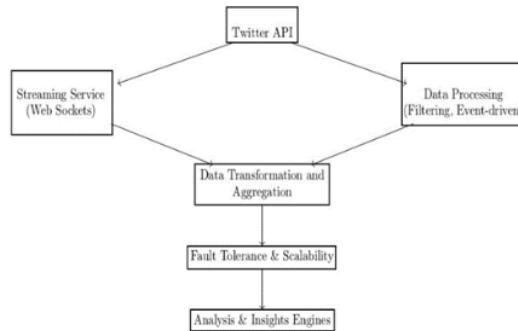 Twitter API
Streaming Service
(Web Sockets)
Data Processing
(Filtering, Event-driven
Data Transformation and
Aggregation
Fault Tolerance & Scalability
Analysis & Insights Engines